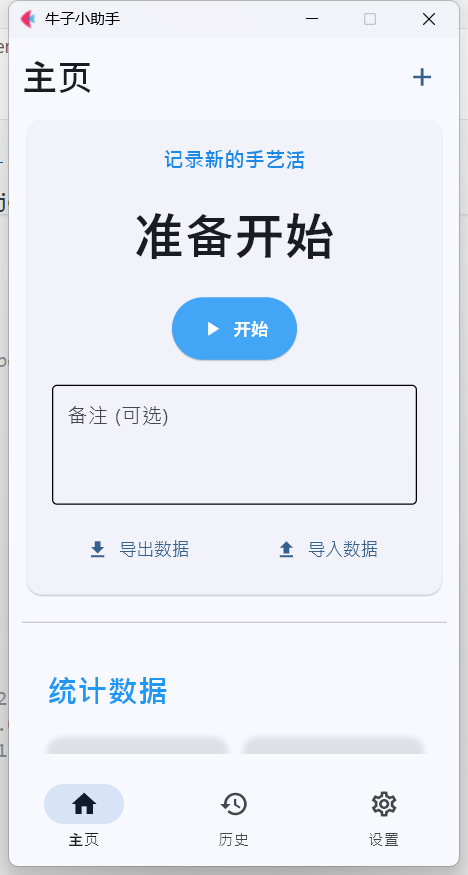 牛子小助手
主页
记录新的手艺活
准备开始
开始
备注 (可选)
导出数据
导入数据
统计数据
主页
历史
设置